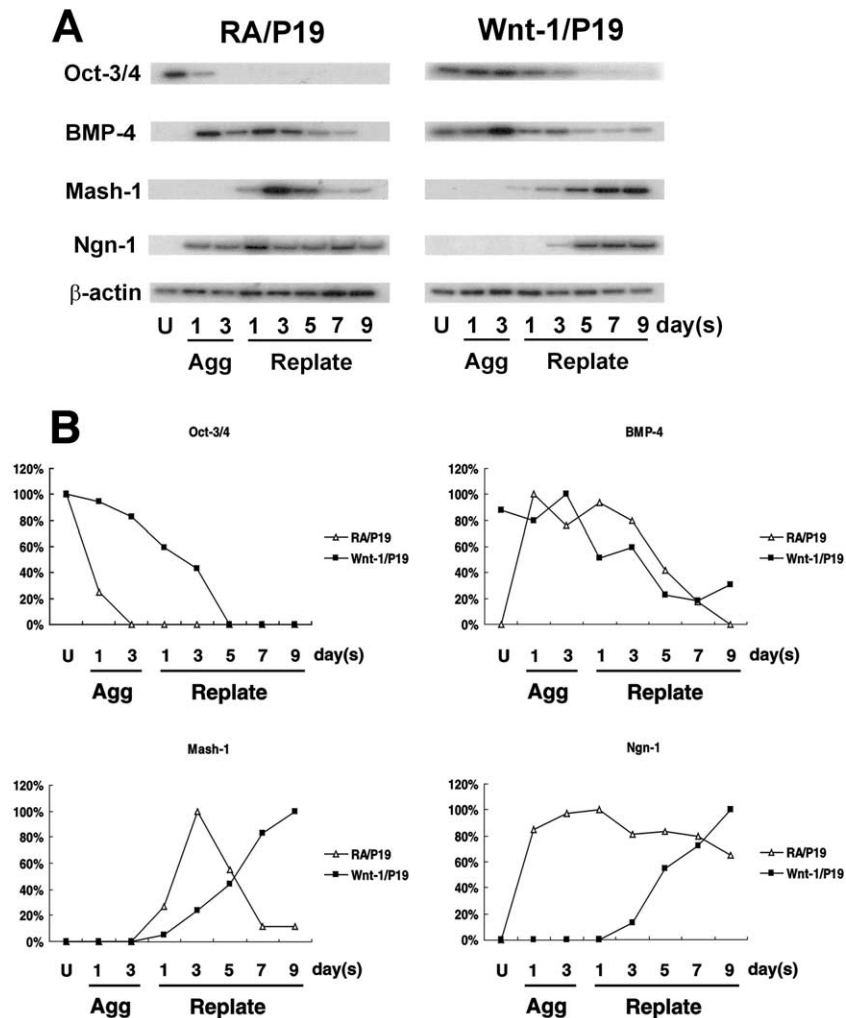 A
RA/P19 Wnt-1/P19
Oct-3/4
BMP-4
Mash-1
Ngn-1
β-actin
U 1 3 1 3 5 7 9 U 1 3 1 3 5 7 9 day(s)
Agg Replate Agg Replate
B
Oct-3/4
120%
100%
80%
60%
40%
20%
0%
RA/P19
Wnt-1/P19
U 1 3 1 3 5 7 9 day(s)
Agg Replate
BMP-4
120%
100%
80%
60%
40%
20%
0%
RA/P19
Wnt-1/P19
U 1 3 1 3 5 7 9 day(s)
Agg Replate
Mash-1
120%
100%
80%
60%
40%
20%
0%
RA/P19
Wnt-1/P19
U 1 3 1 3 5 7 9 day(s)
Agg Replate
Ngn-1
120%
100%
80%
60%
40%
20%
0%
RA/P19
Wnt-1/P19
U 1 3 1 3 5 7 9 day(s)
Agg Replate